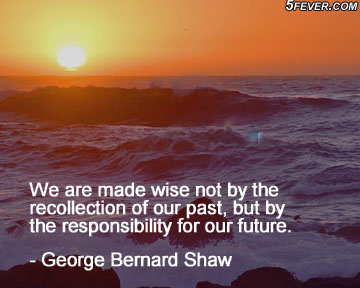 5FEVER.COM
We are made wise not by the
recollection of our past, but by
the responsibility for our future.
- George Bernard Shaw